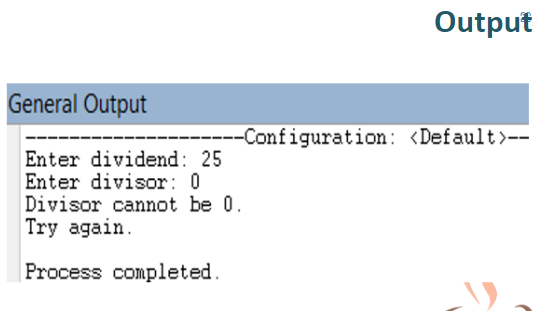 Output
General Output
--------------------Configuration: <Default>--
Enter dividend: 25
Enter divisor: 0
Divisor cannot be 0.
Try again.
Process completed.